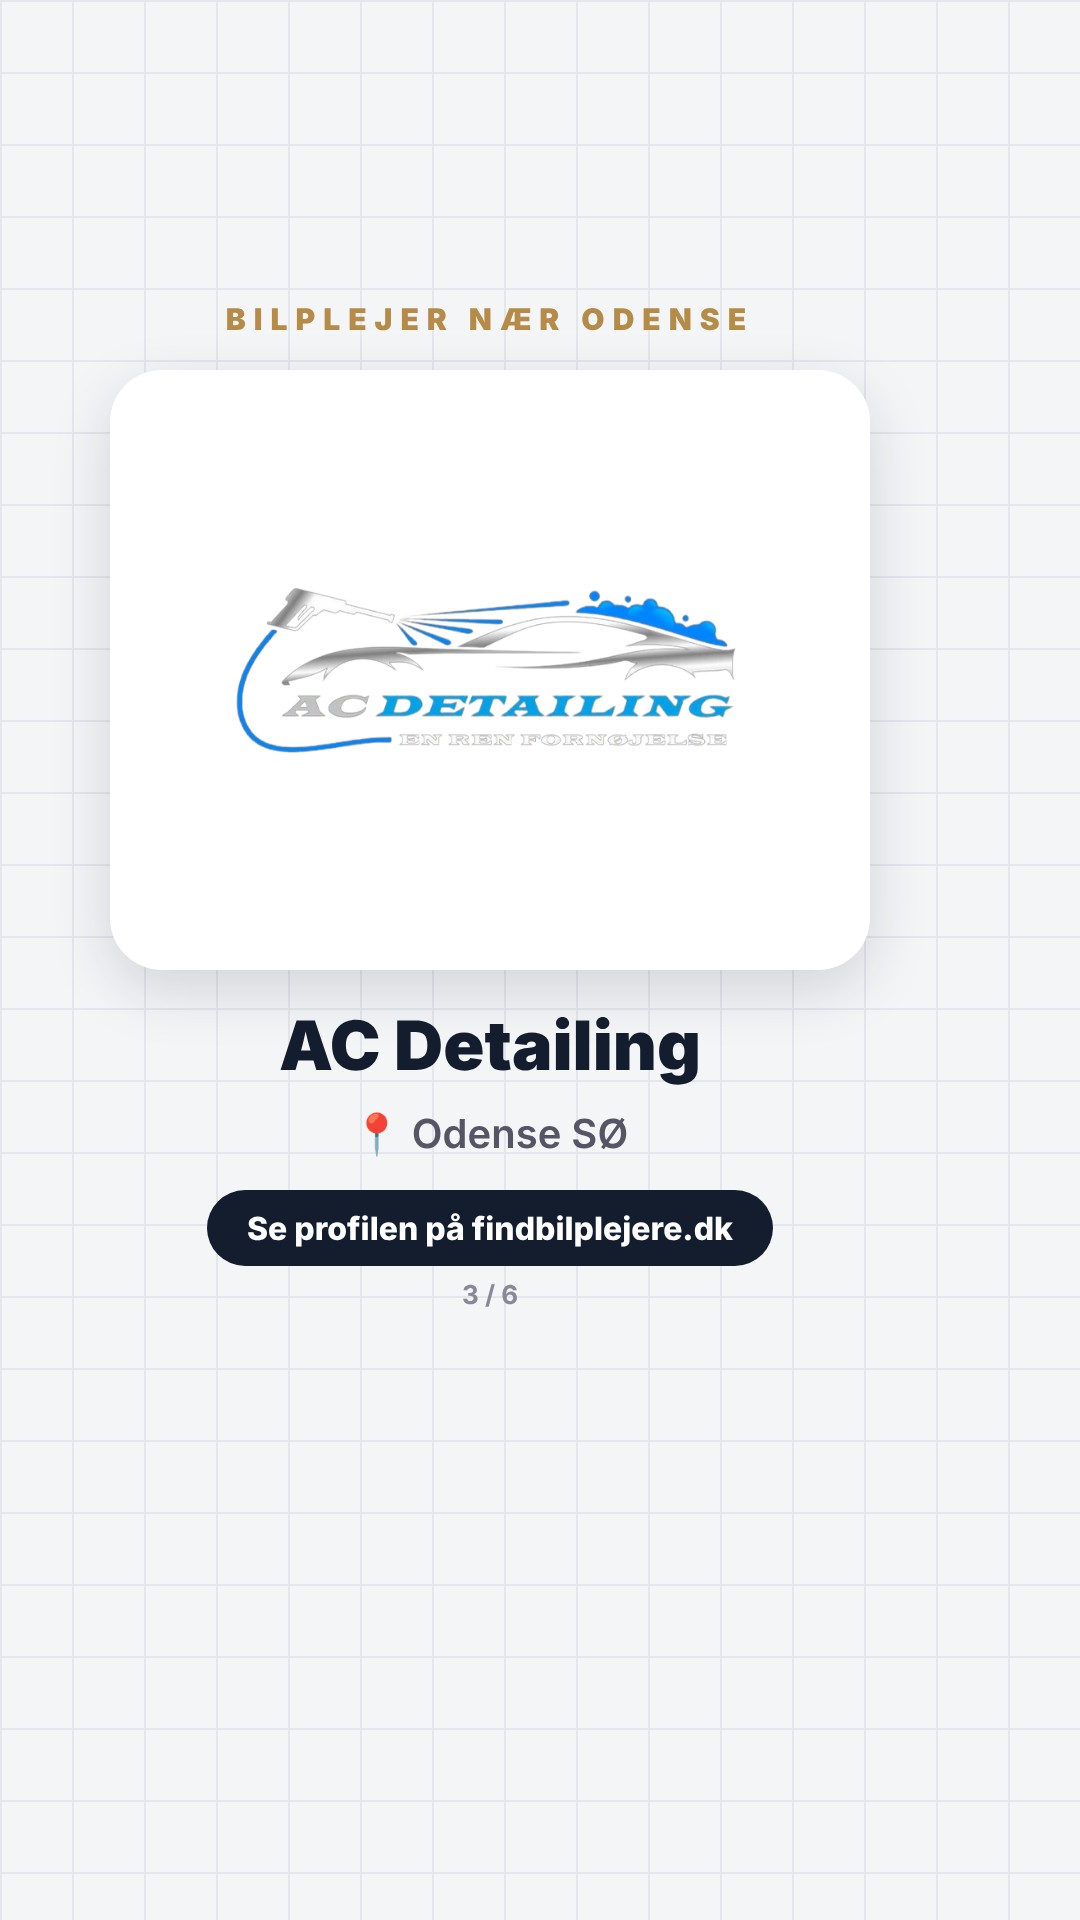 BILPLEJER NÆR ODENSE
AC DETAILING
EN REN FORNØJELSE
AC Detailing
📍 Odense SØ
Se profilen på findbilplejere.dk
3 / 6